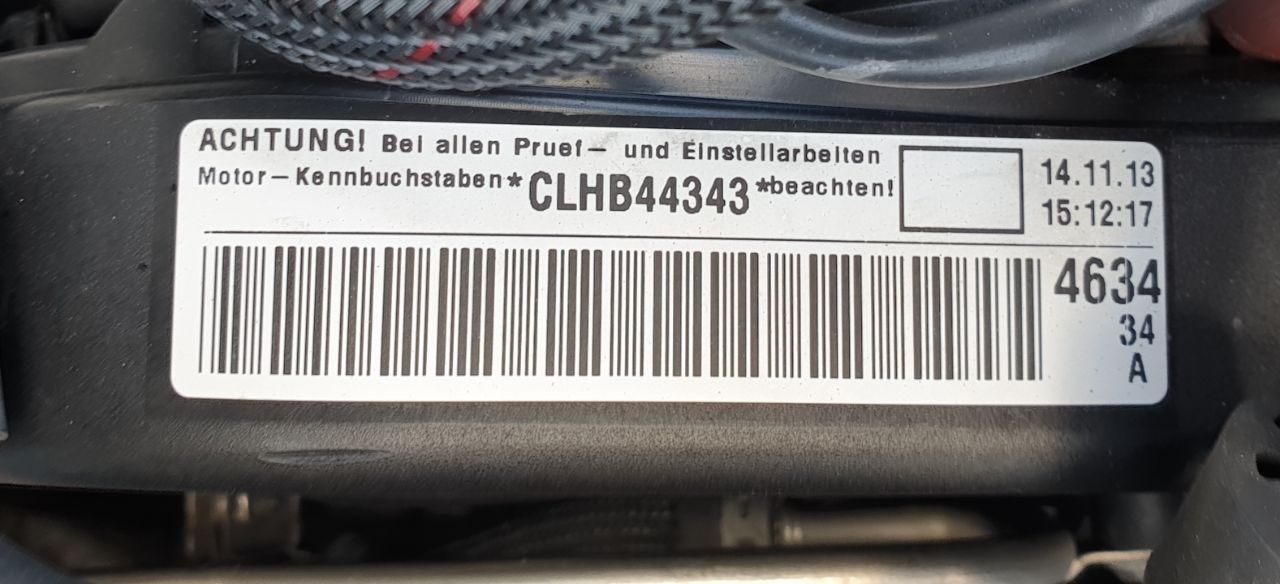 ACHTUNG! Bei allen Pruef- und Einstellarbeiten
Motor-Kennbuchstaben*CLHB44343*beachten!
14.11.13
15:12:17
4634
34
A